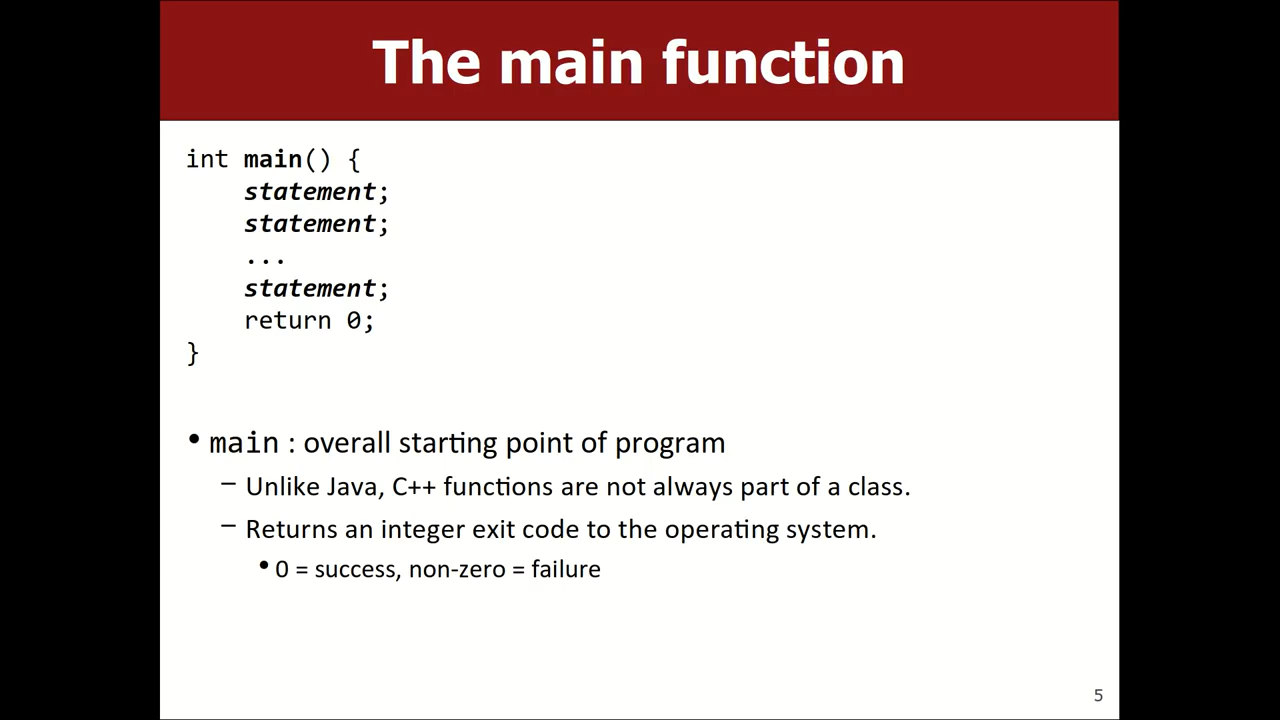 The main function
int main() {
statement;
statement;
...
statement;
return 0;
}
• main : overall starting point of program
– Unlike Java, C++ functions are not always part of a class.
– Returns an integer exit code to the operating system.
• 0 = success, non-zero = failure
5